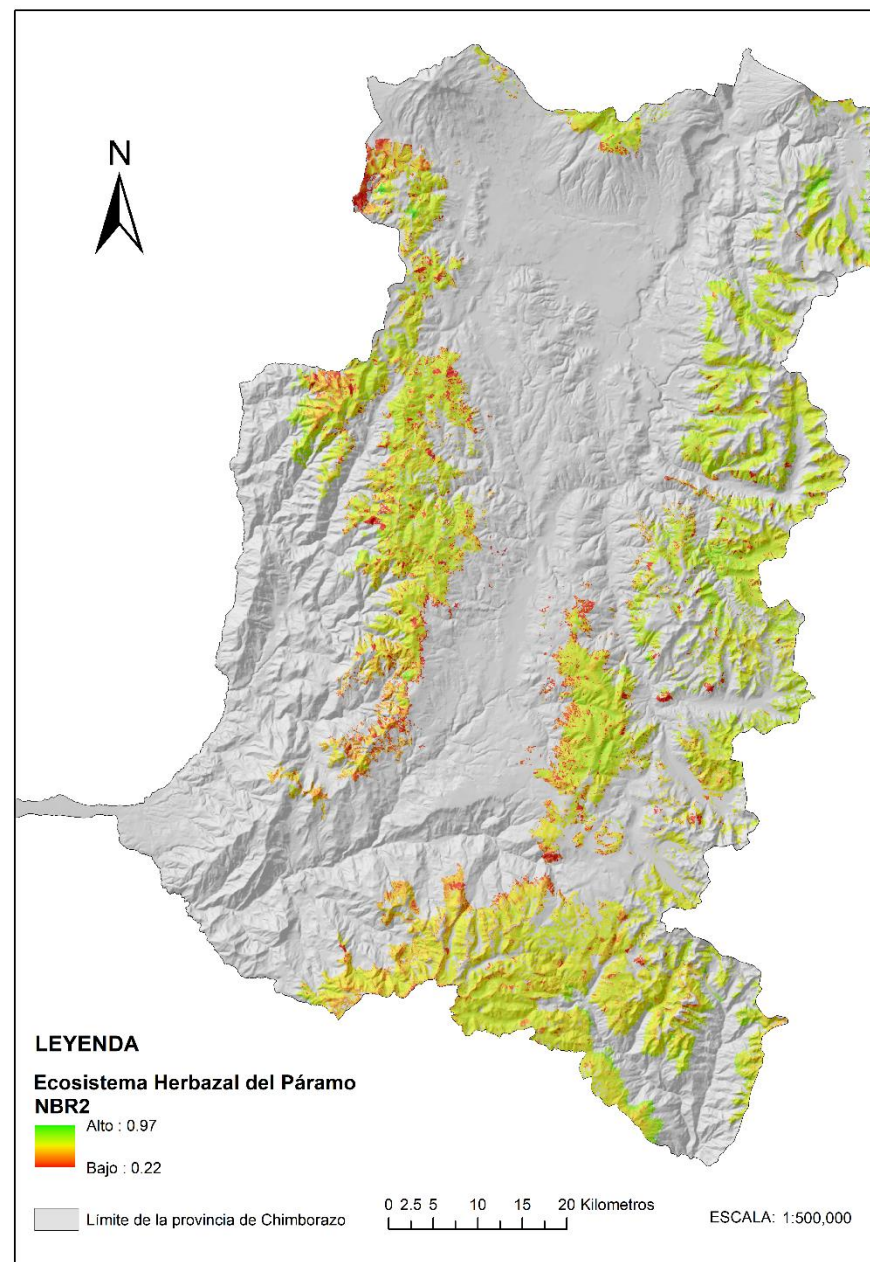 N
LEYENDA
Ecosistema Herbazal del Páramo
NBR2
Alto : 0.97
Bajo : 0.22
Límite de la provincia de Chimborazo
0 2.5 5 10 15 20 Kilometros
ESCALA: 1:500,000